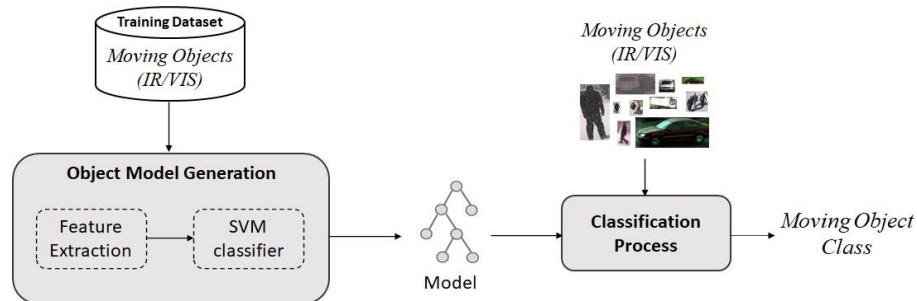 Training Dataset
Moving Objects
(IR/VIS)
Object Model Generation
Feature
Extraction
SVM
classifier
Model
Moving Objects
(IR/VIS)
Classification
Process
Moving Object
Class